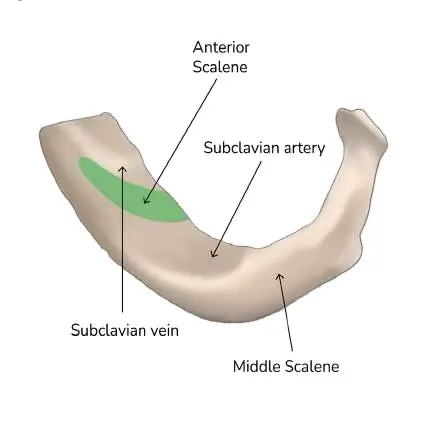 Anterior
Scalene
Subclavian artery
Subclavian vein
Middle Scalene